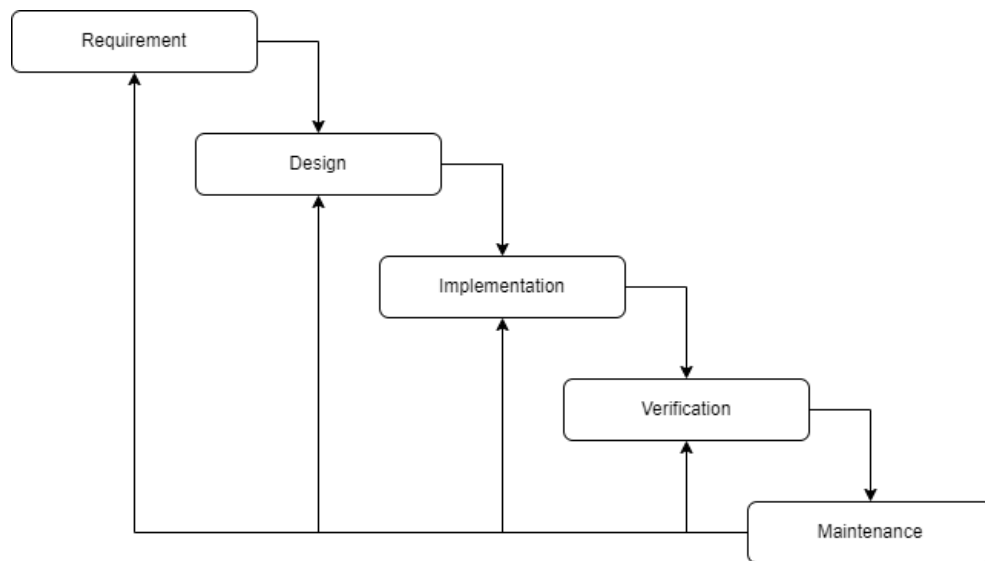 Requirement
Design
Implementation
Verification
Maintenance